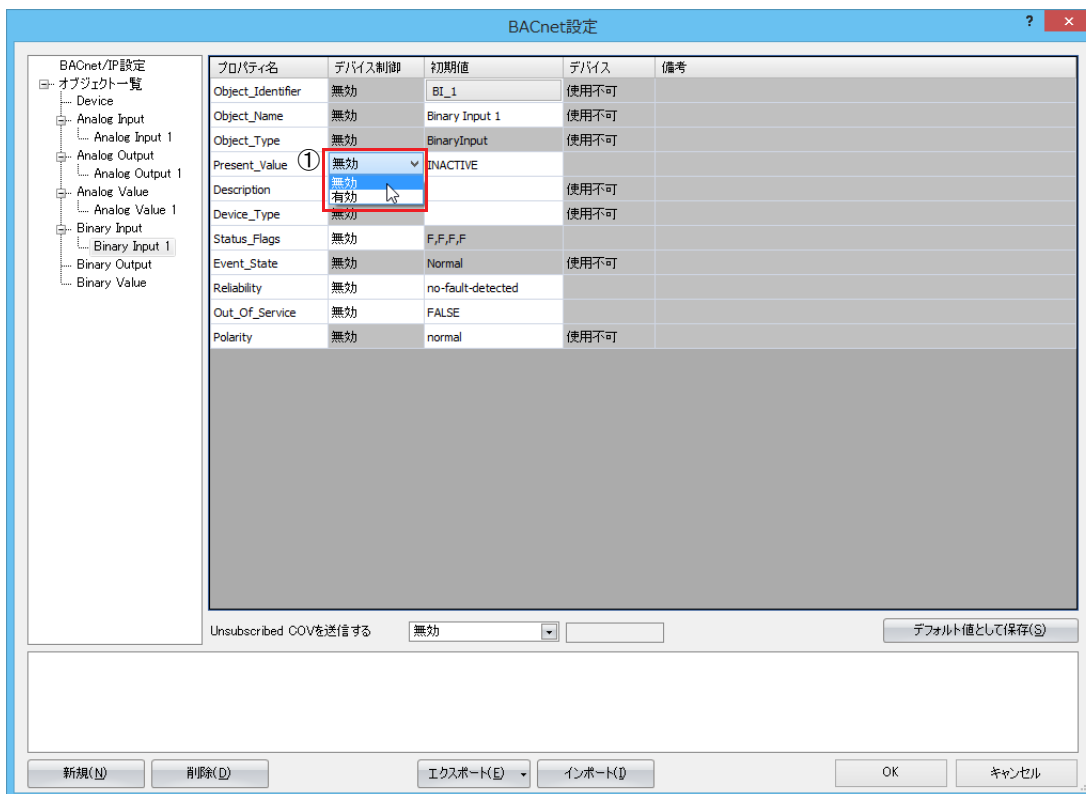 BACnet設定
? ×
BACnet/IP設定
オブジェクト一覧
Device
Analog Input
Analog Input 1
Analog Output
Analog Output 1
Analog Value
Analog Value 1
Binary Input
Binary Input 1
Binary Output
Binary Value
プロパティ名 デバイス制御 初期値 デバイス 備考
Object_Identifier 無効 BI_1 使用不可
Object_Name 無効 Binary Input 1 使用不可
Object_Type 無効 BinaryInput 使用不可
Present_Value ① 無効 INACTIVE
無効
Description 有効 使用不可
Device_Type 無効 使用不可
Status_Flags 無効 F,F,F,F
Event_State 無効 Normal 使用不可
Reliability 無効 no-fault-detected
Out_Of_Service 無効 FALSE
Polarity 無効 normal 使用不可
Unsubscribed COVを送信する 無効 デフォルト値として保存(S)
新規(N) 削除(D) エクスポート(E) インポート(I) OK キャンセル